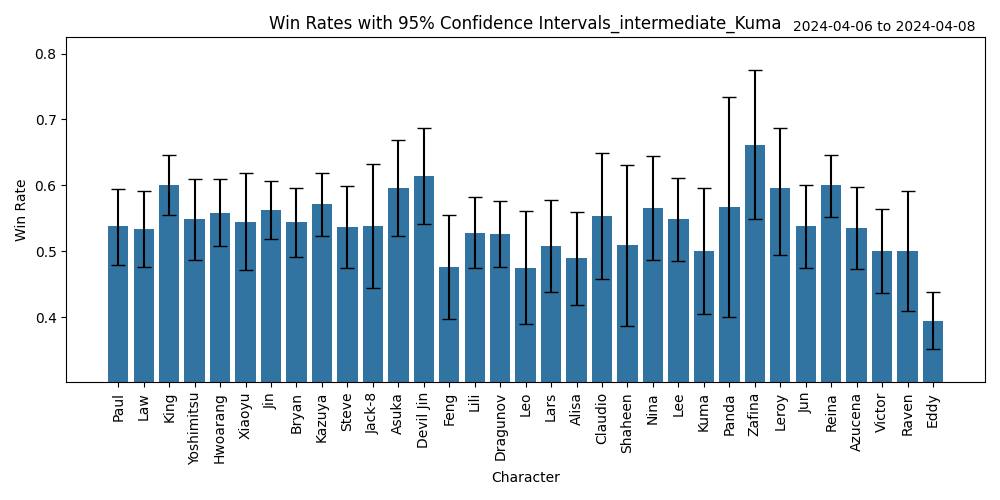 Win Rates with 95% Confidence Intervals_intermediate_Kuma
2024-04-06 to 2024-04-08
Win Rate
0.8
0.7
0.6
0.5
0.4
Paul
Law
King
Yoshimitsu
Hwoarang
Xiaoyu
Jin
Bryan
Kazuya
Steve
Jack-8
Asuka
Devil Jin
Feng
Lili
Dragunov
Leo
Lars
Alisa
Claudio
Shaheen
Nina
Lee
Kuma
Panda
Zafina
Leroy
Jun
Reina
Azucena
Victor
Raven
Eddy
Character